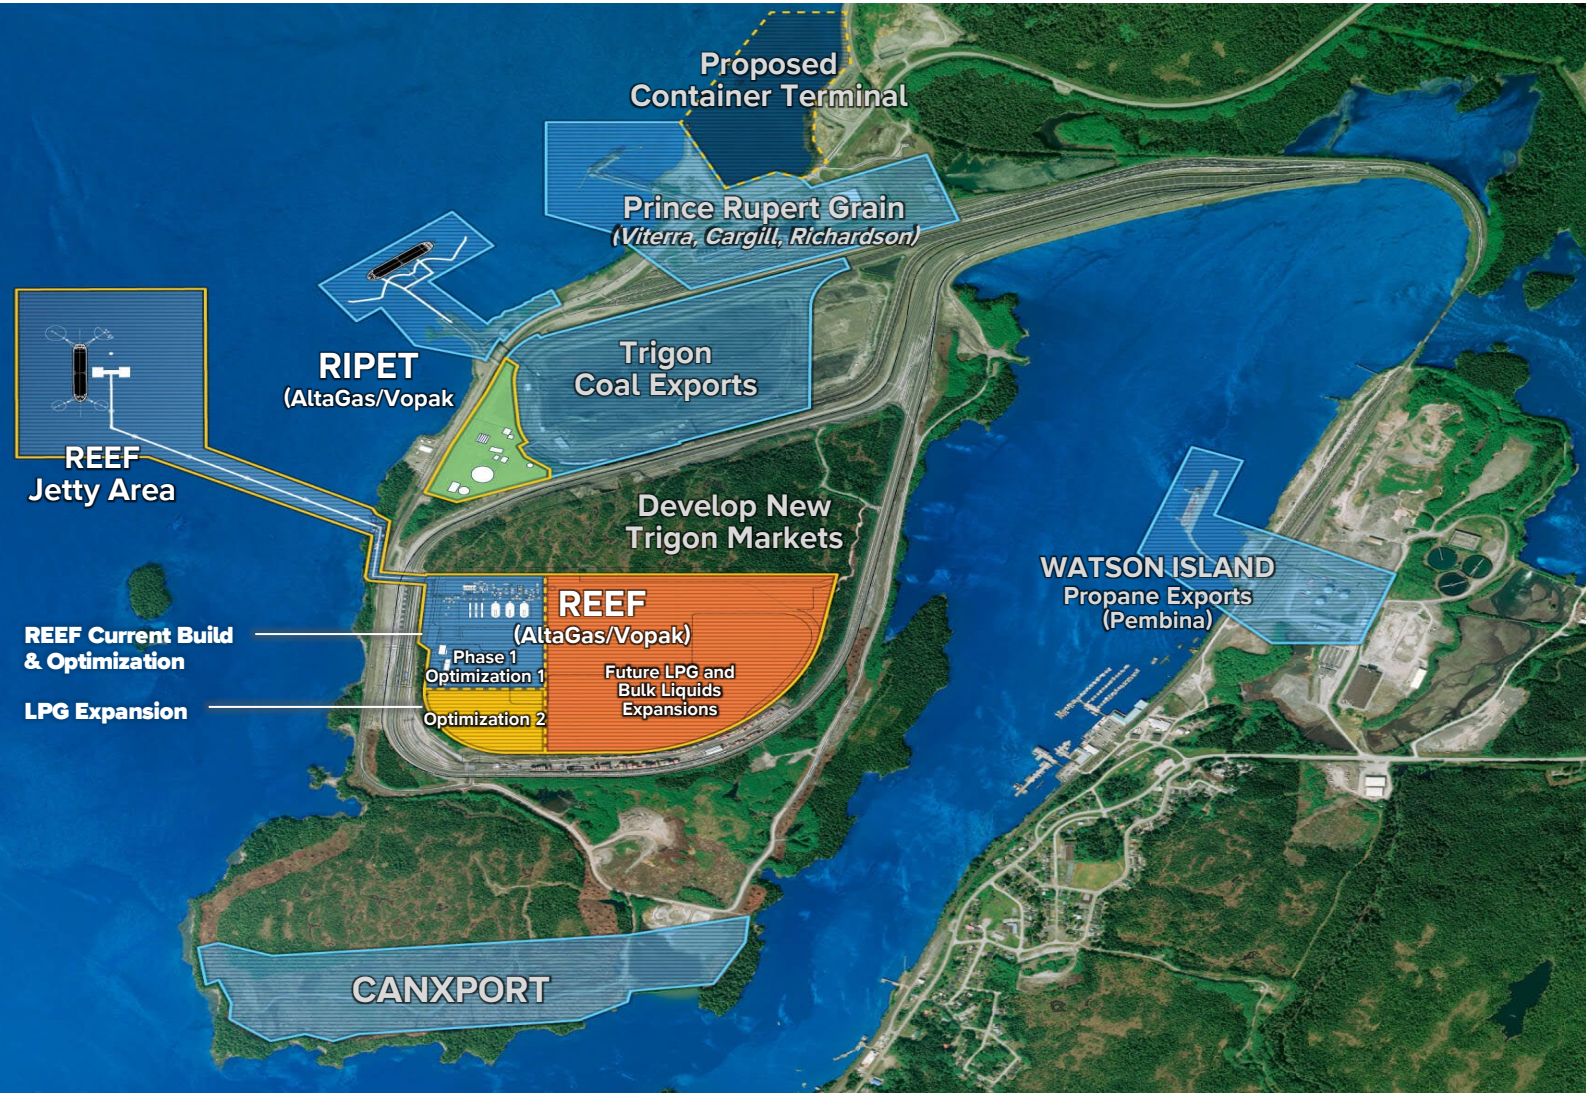 Proposed
Container Terminal
Prince Rupert Grain
(Viterra, Cargill, Richardson)
RIPET
(AltaGas/Vopak
Trigon
Coal Exports
REEF
Jetty Area
Develop New
Trigon Markets
WATSON ISLAND
Propane Exports
(Pembina)
REEF
(AltaGas/Vopak)
REEF Current Build
& Optimization
Phase 1
Optimization 1
Future LPG and
Bulk Liquids
Expansions
LPG Expansion
Optimization 2
CANXPORT